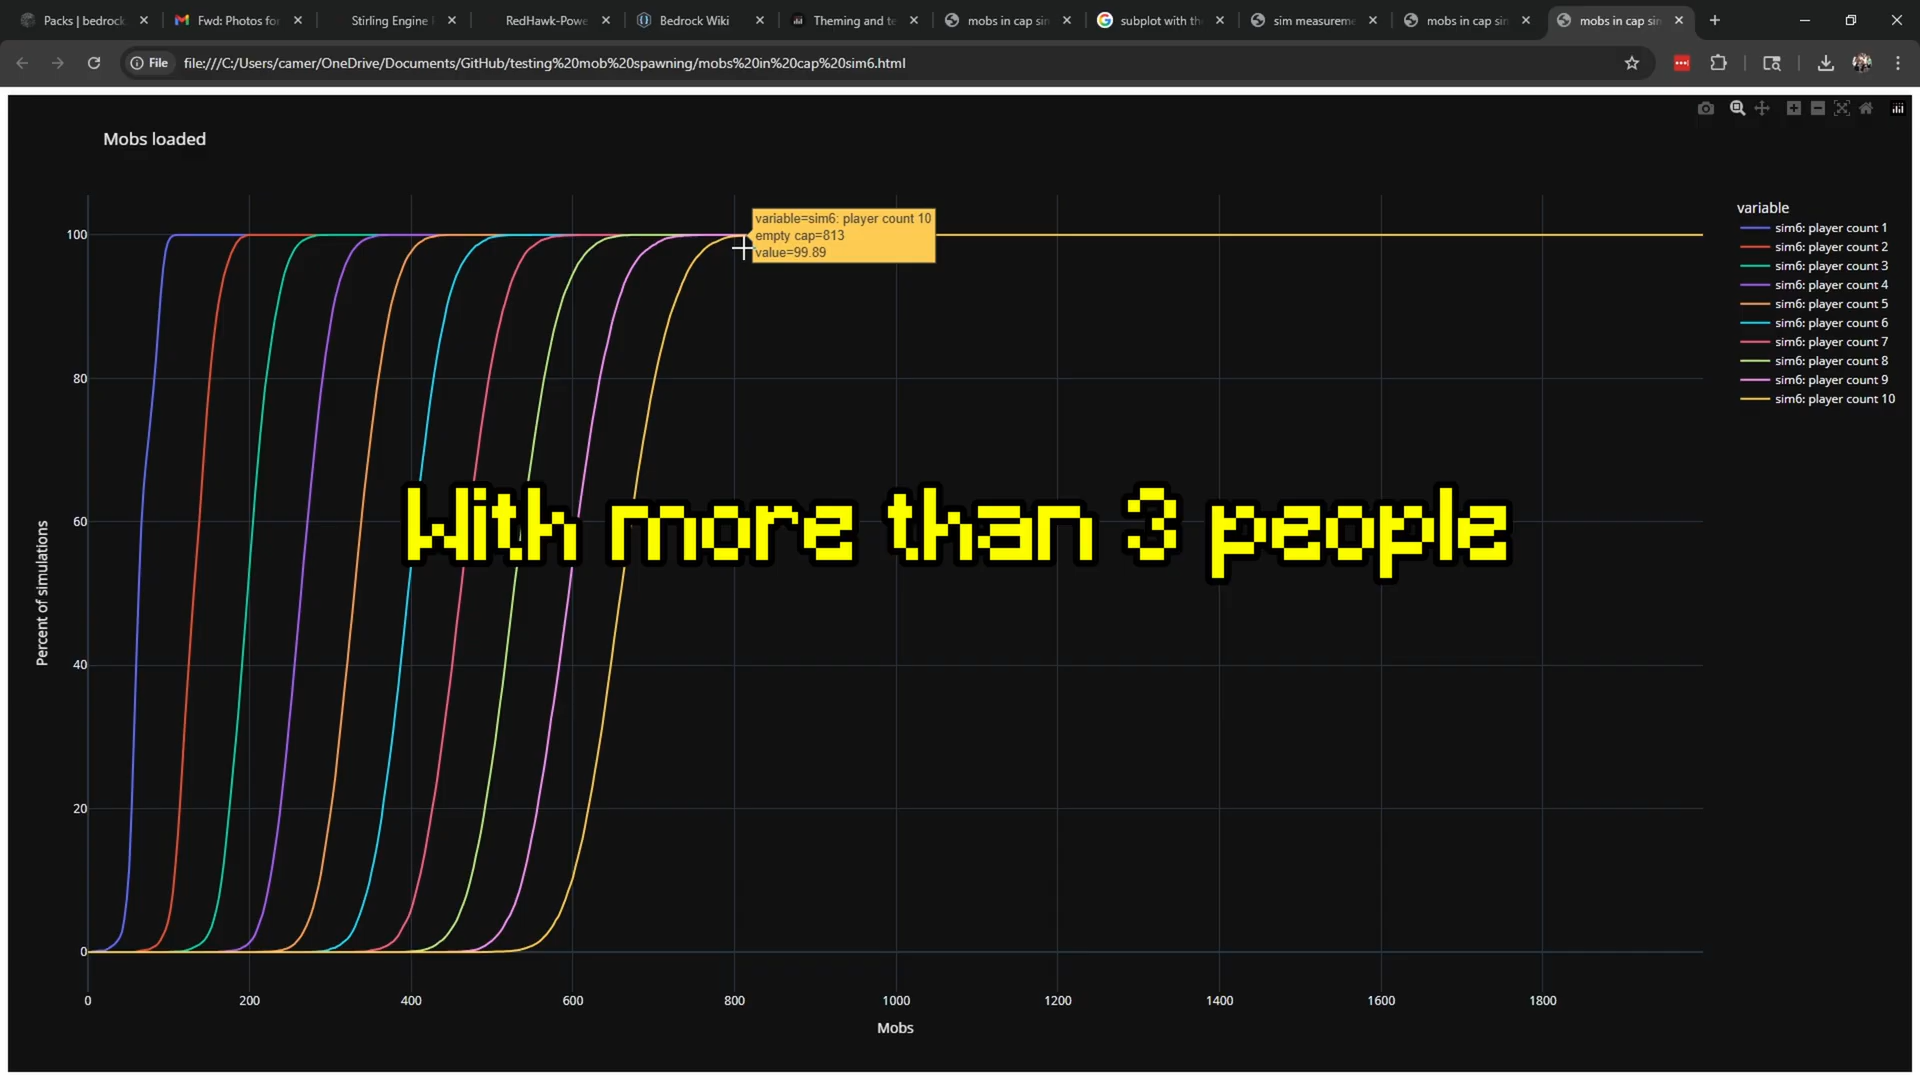 Packs | bedrock
Fwd: Photos for
Stirling Engine
RedHawk-Powe
Bedrock Wiki
Theming and te
mobs in cap sim
subplot with the
sim measureme
mobs in cap sim
mobs in cap sim
File
file:///C:/Users/camer/OneDrive/Documents/GitHub/testing%20mob%20spawning/mobs%20in%20cap%20sim6.html
Mobs loaded
variable=sim6: player count 10
empty cap=813
value=99.89
variable
sim6: player count 1
sim6: player count 2
sim6: player count 3
sim6: player count 4
sim6: player count 5
sim6: player count 6
sim6: player count 7
sim6: player count 8
sim6: player count 9
sim6: player count 10
100
80
60
40
20
0
Percent of simulations
With more than 3 people
0
200
400
600
800
1000
1200
1400
1600
1800
Mobs